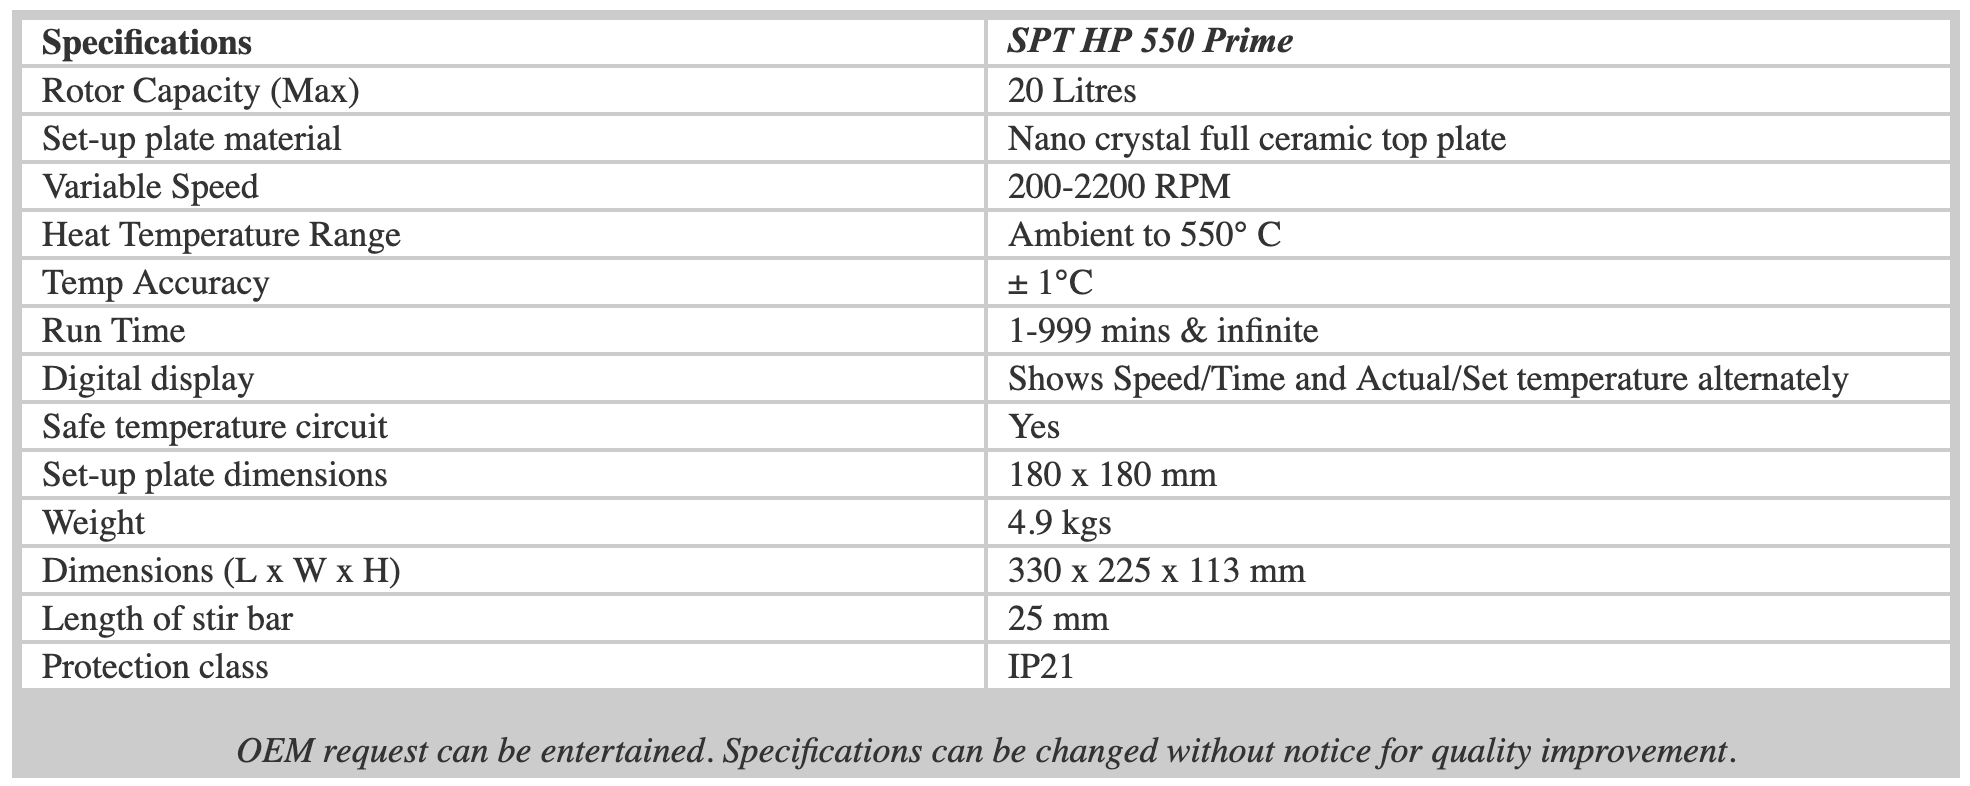 Specifications SPT HP 550 Prime
Rotor Capacity (Max) 20 Litres
Set-up plate material Nano crystal full ceramic top plate
Variable Speed 200-2200 RPM
Heat Temperature Range Ambient to 550° C
Temp Accuracy ± 1°C
Run Time 1-999 mins & infinite
Digital display Shows Speed/Time and Actual/Set temperature alternately
Safe temperature circuit Yes
Set-up plate dimensions 180 x 180 mm
Weight 4.9 kgs
Dimensions (L x W x H) 330 x 225 x 113 mm
Length of stir bar 25 mm
Protection class IP21
OEM request can be entertained. Specifications can be changed without notice for quality improvement.